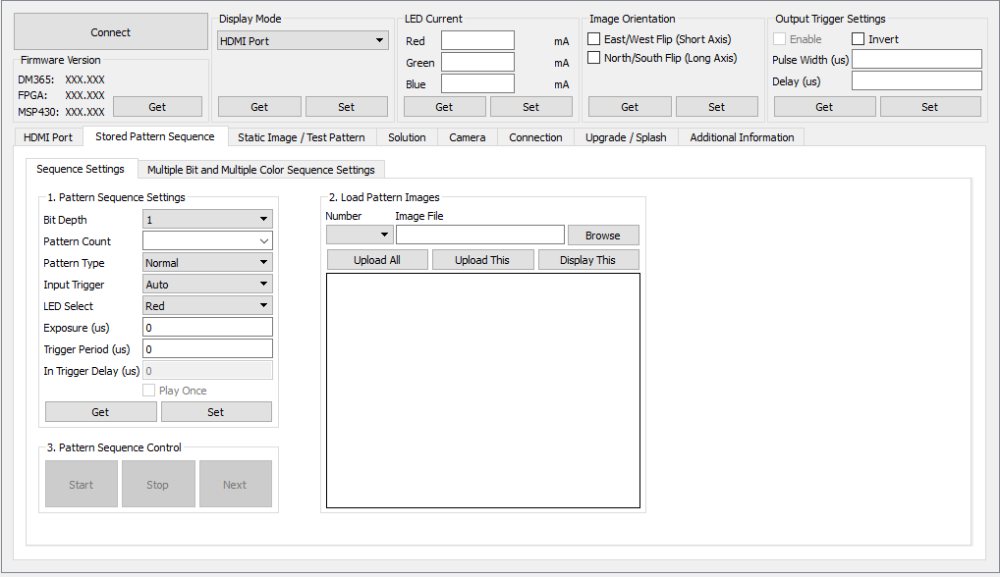 Connect
Firmware Version
DM365: XXX.XXX
FPGA: XXX.XXX
MSP430: XXX.XXX
Get
Display Mode
HDMI Port
Get Set
LED Current
Red mA
Green mA
Blue mA
Get Set
Image Orientation
East/West Flip (Short Axis)
North/South Flip (Long Axis)
Get Set
Output Trigger Settings
Enable Invert
Pulse Width (us)
Delay (us)
Get Set
HDMI Port Stored Pattern Sequence Static Image / Test Pattern Solution Camera Connection Upgrade / Splash Additional Information
Sequence Settings Multiple Bit and Multiple Color Sequence Settings
1. Pattern Sequence Settings
Bit Depth 1
Pattern Count
Pattern Type Normal
Input Trigger Auto
LED Select Red
Exposure (us) 0
Trigger Period (us) 0
In Trigger Delay (us) 0
Play Once
Get Set
3. Pattern Sequence Control
Start Stop Next
2. Load Pattern Images
Number Image File
Browse
Upload All Upload This Display This